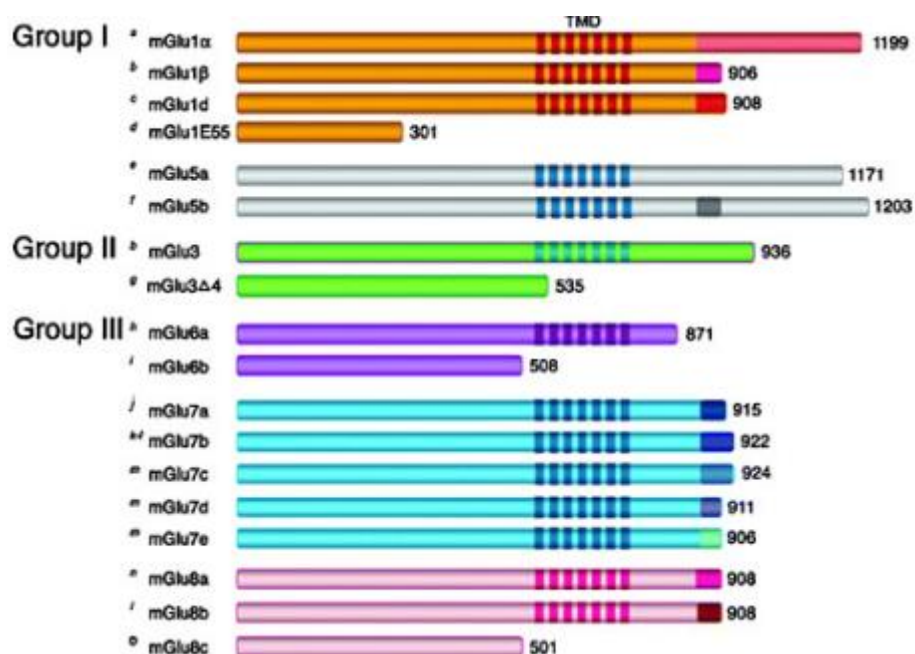 TMD
Group I a mGlu1α 1199
b mGlu1β 906
c mGlu1d 908
d mGlu1E55 301
e mGlu5a 1171
f mGlu5b 1203
Group II b mGlu3 936
g mGlu3Δ4 535
Group III h mGlu6a 871
i mGlu6b 508
j mGlu7a 915
k-l mGlu7b 922
m mGlu7c 924
m mGlu7d 911
m mGlu7e 906
n mGlu8a 908
i mGlu8b 908
o mGlu8c 501